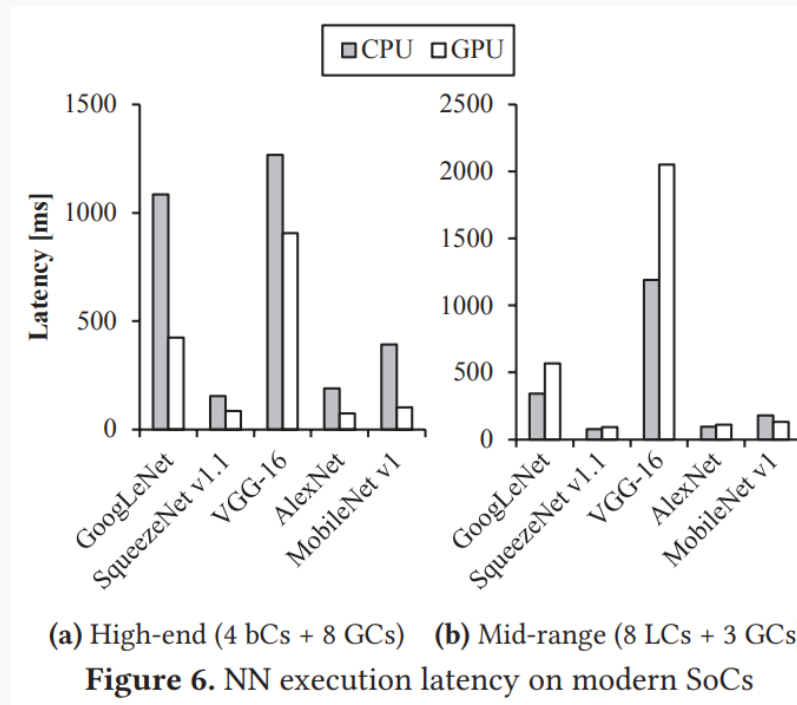 CPU GPU
1500
1000
500
0
Latency [ms]
GoogLeNet
SqueezeNet v1.1
VGG-16
AlexNet
MobileNet v1
2500
2000
1500
1000
500
0
GoogLeNet
SqueezeNet v1.1
VGG-16
AlexNet
MobileNet v1
(a) High-end (4 bCs + 8 GCs) (b) Mid-range (8 LCs + 3 GCs
Figure 6. NN execution latency on modern SoCs